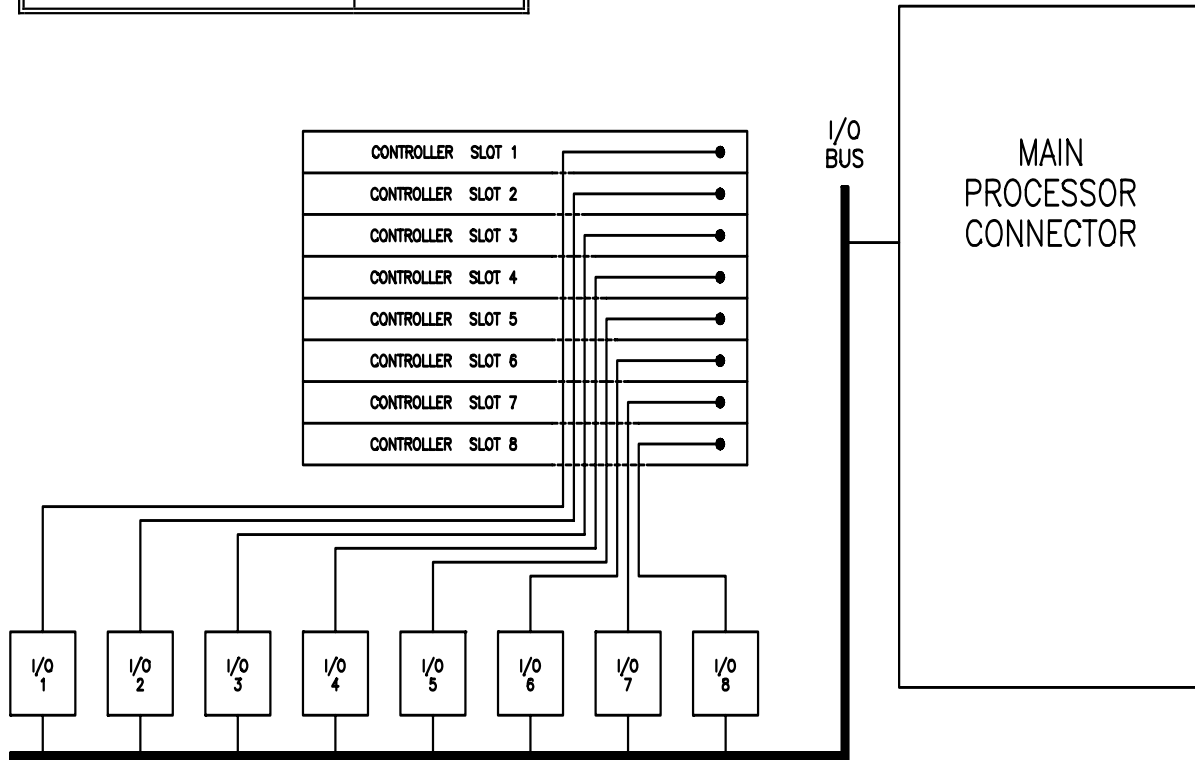 I/O
BUS
MAIN
PROCESSOR
CONNECTOR
CONTROLLER SLOT 1
CONTROLLER SLOT 2
CONTROLLER SLOT 3
CONTROLLER SLOT 4
CONTROLLER SLOT 5
CONTROLLER SLOT 6
CONTROLLER SLOT 7
CONTROLLER SLOT 8
I/O
1
I/O
2
I/O
3
I/O
4
I/O
5
I/O
6
I/O
7
I/O
8